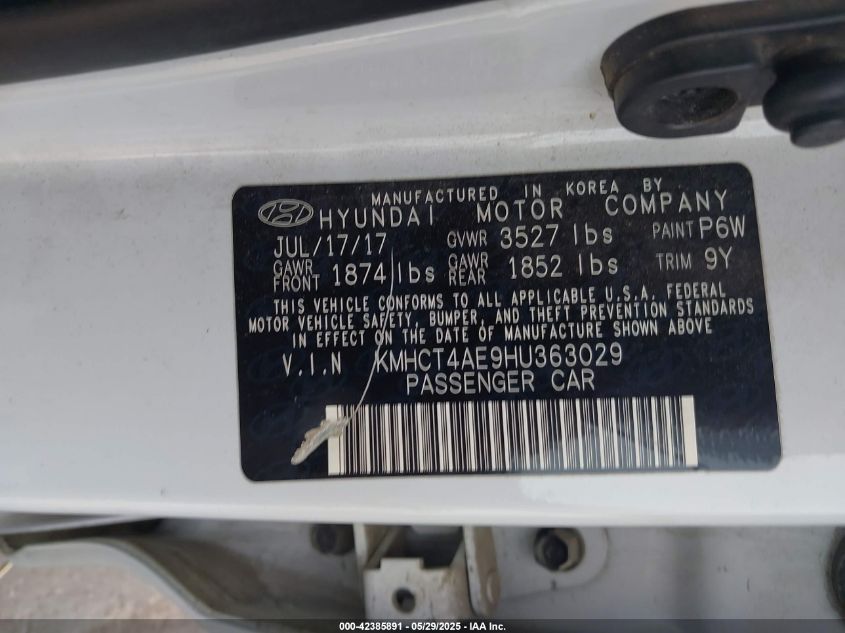 MANUFACTURED IN KOREA BY
HYUNDAI MOTOR COMPANY
JUL/17/17 GVWR 3527 lbs PAINT P6W
GAWR FRONT 1874 lbs GAWR REAR 1852 lbs TRIM 9Y
THIS VEHICLE CONFORMS TO ALL APPLICABLE U.S.A. FEDERAL
MOTOR VEHICLE SAFETY, BUMPER, AND THEFT PREVENTION STANDARDS
IN EFFECT ON THE DATE OF MANUFACTURE SHOWN ABOVE
V.I.N KMHCT4AE9HU363029
PASSENGER CAR
000-42385891 - 05/29/2025 - IAA Inc.